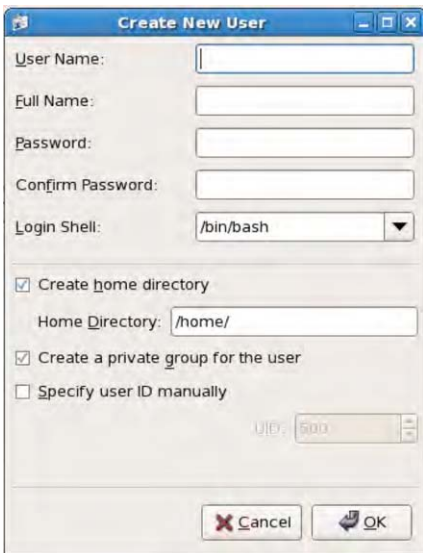 Create New User
User Name:
Full Name:
Password:
Confirm Password:
Login Shell: /bin/bash
Create home directory
Home Directory: /home/
Create a private group for the user
Specify user ID manually
UID: 500
Cancel OK